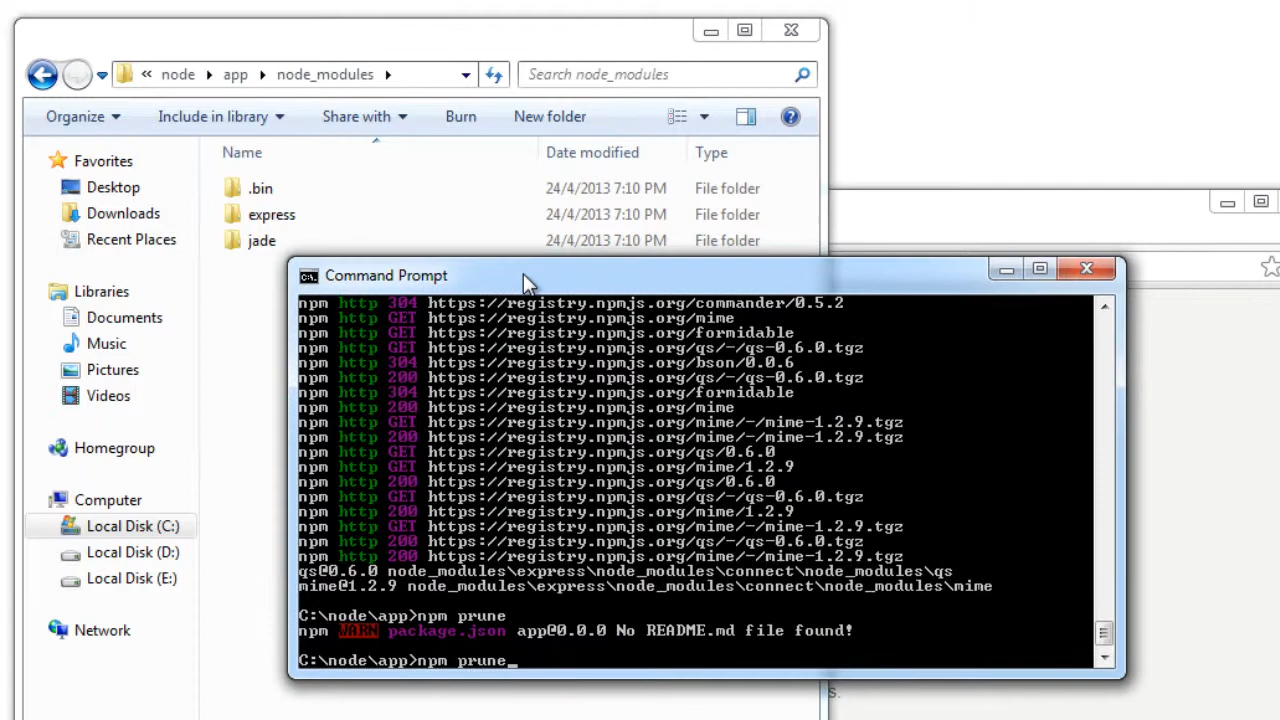 « node ▸ app ▸ node_modules ▸
Search node_modules
Organize ▾ Include in library ▾ Share with ▾ Burn New folder
Name Date modified Type
Favorites
Desktop
Downloads
Recent Places
Libraries
Documents
Music
Pictures
Videos
Homegroup
Computer
Local Disk (C:)
Local Disk (D:)
Local Disk (E:)
Network
.bin 24/4/2013 7:10 PM File folder
express 24/4/2013 7:10 PM File folder
jade 24/4/2013 7:10 PM File folder
Command Prompt
npm http 304 https://registry.npmjs.org/commander/0.5.2
npm http GET https://registry.npmjs.org/mime
npm http GET https://registry.npmjs.org/formidable
npm http GET https://registry.npmjs.org/qs/-/qs-0.6.0.tgz
npm http 304 https://registry.npmjs.org/bson/0.0.6
npm http 200 https://registry.npmjs.org/qs/-/qs-0.6.0.tgz
npm http 304 https://registry.npmjs.org/formidable
npm http 200 https://registry.npmjs.org/mime
npm http GET https://registry.npmjs.org/mime/-/mime-1.2.9.tgz
npm http 200 https://registry.npmjs.org/mime/-/mime-1.2.9.tgz
npm http GET https://registry.npmjs.org/qs/0.6.0
npm http GET https://registry.npmjs.org/mime/1.2.9
npm http 200 https://registry.npmjs.org/qs/0.6.0
npm http GET https://registry.npmjs.org/qs/-/qs-0.6.0.tgz
npm http 200 https://registry.npmjs.org/mime/1.2.9
npm http GET https://registry.npmjs.org/mime/-/mime-1.2.9.tgz
npm http 200 https://registry.npmjs.org/qs/-/qs-0.6.0.tgz
npm http 200 https://registry.npmjs.org/mime/-/mime-1.2.9.tgz
qs@0.6.0 node_modules\express\node_modules\connect\node_modules\qs
mime@1.2.9 node_modules\express\node_modules\connect\node_modules\mime
C:\node\app>npm prune
npm WARN package.json app@0.0.0 No README.md file found!
C:\node\app>npm prune_
s.